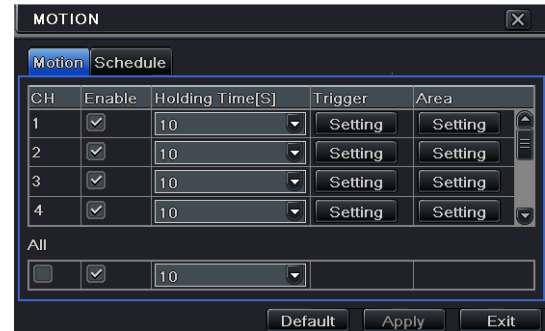 MOTION
Motion Schedule
CH Enable Holding Time[S] Trigger Area
1 10 Setting Setting
2 10 Setting Setting
3 10 Setting Setting
4 10 Setting Setting
All
10
Default Apply Exit